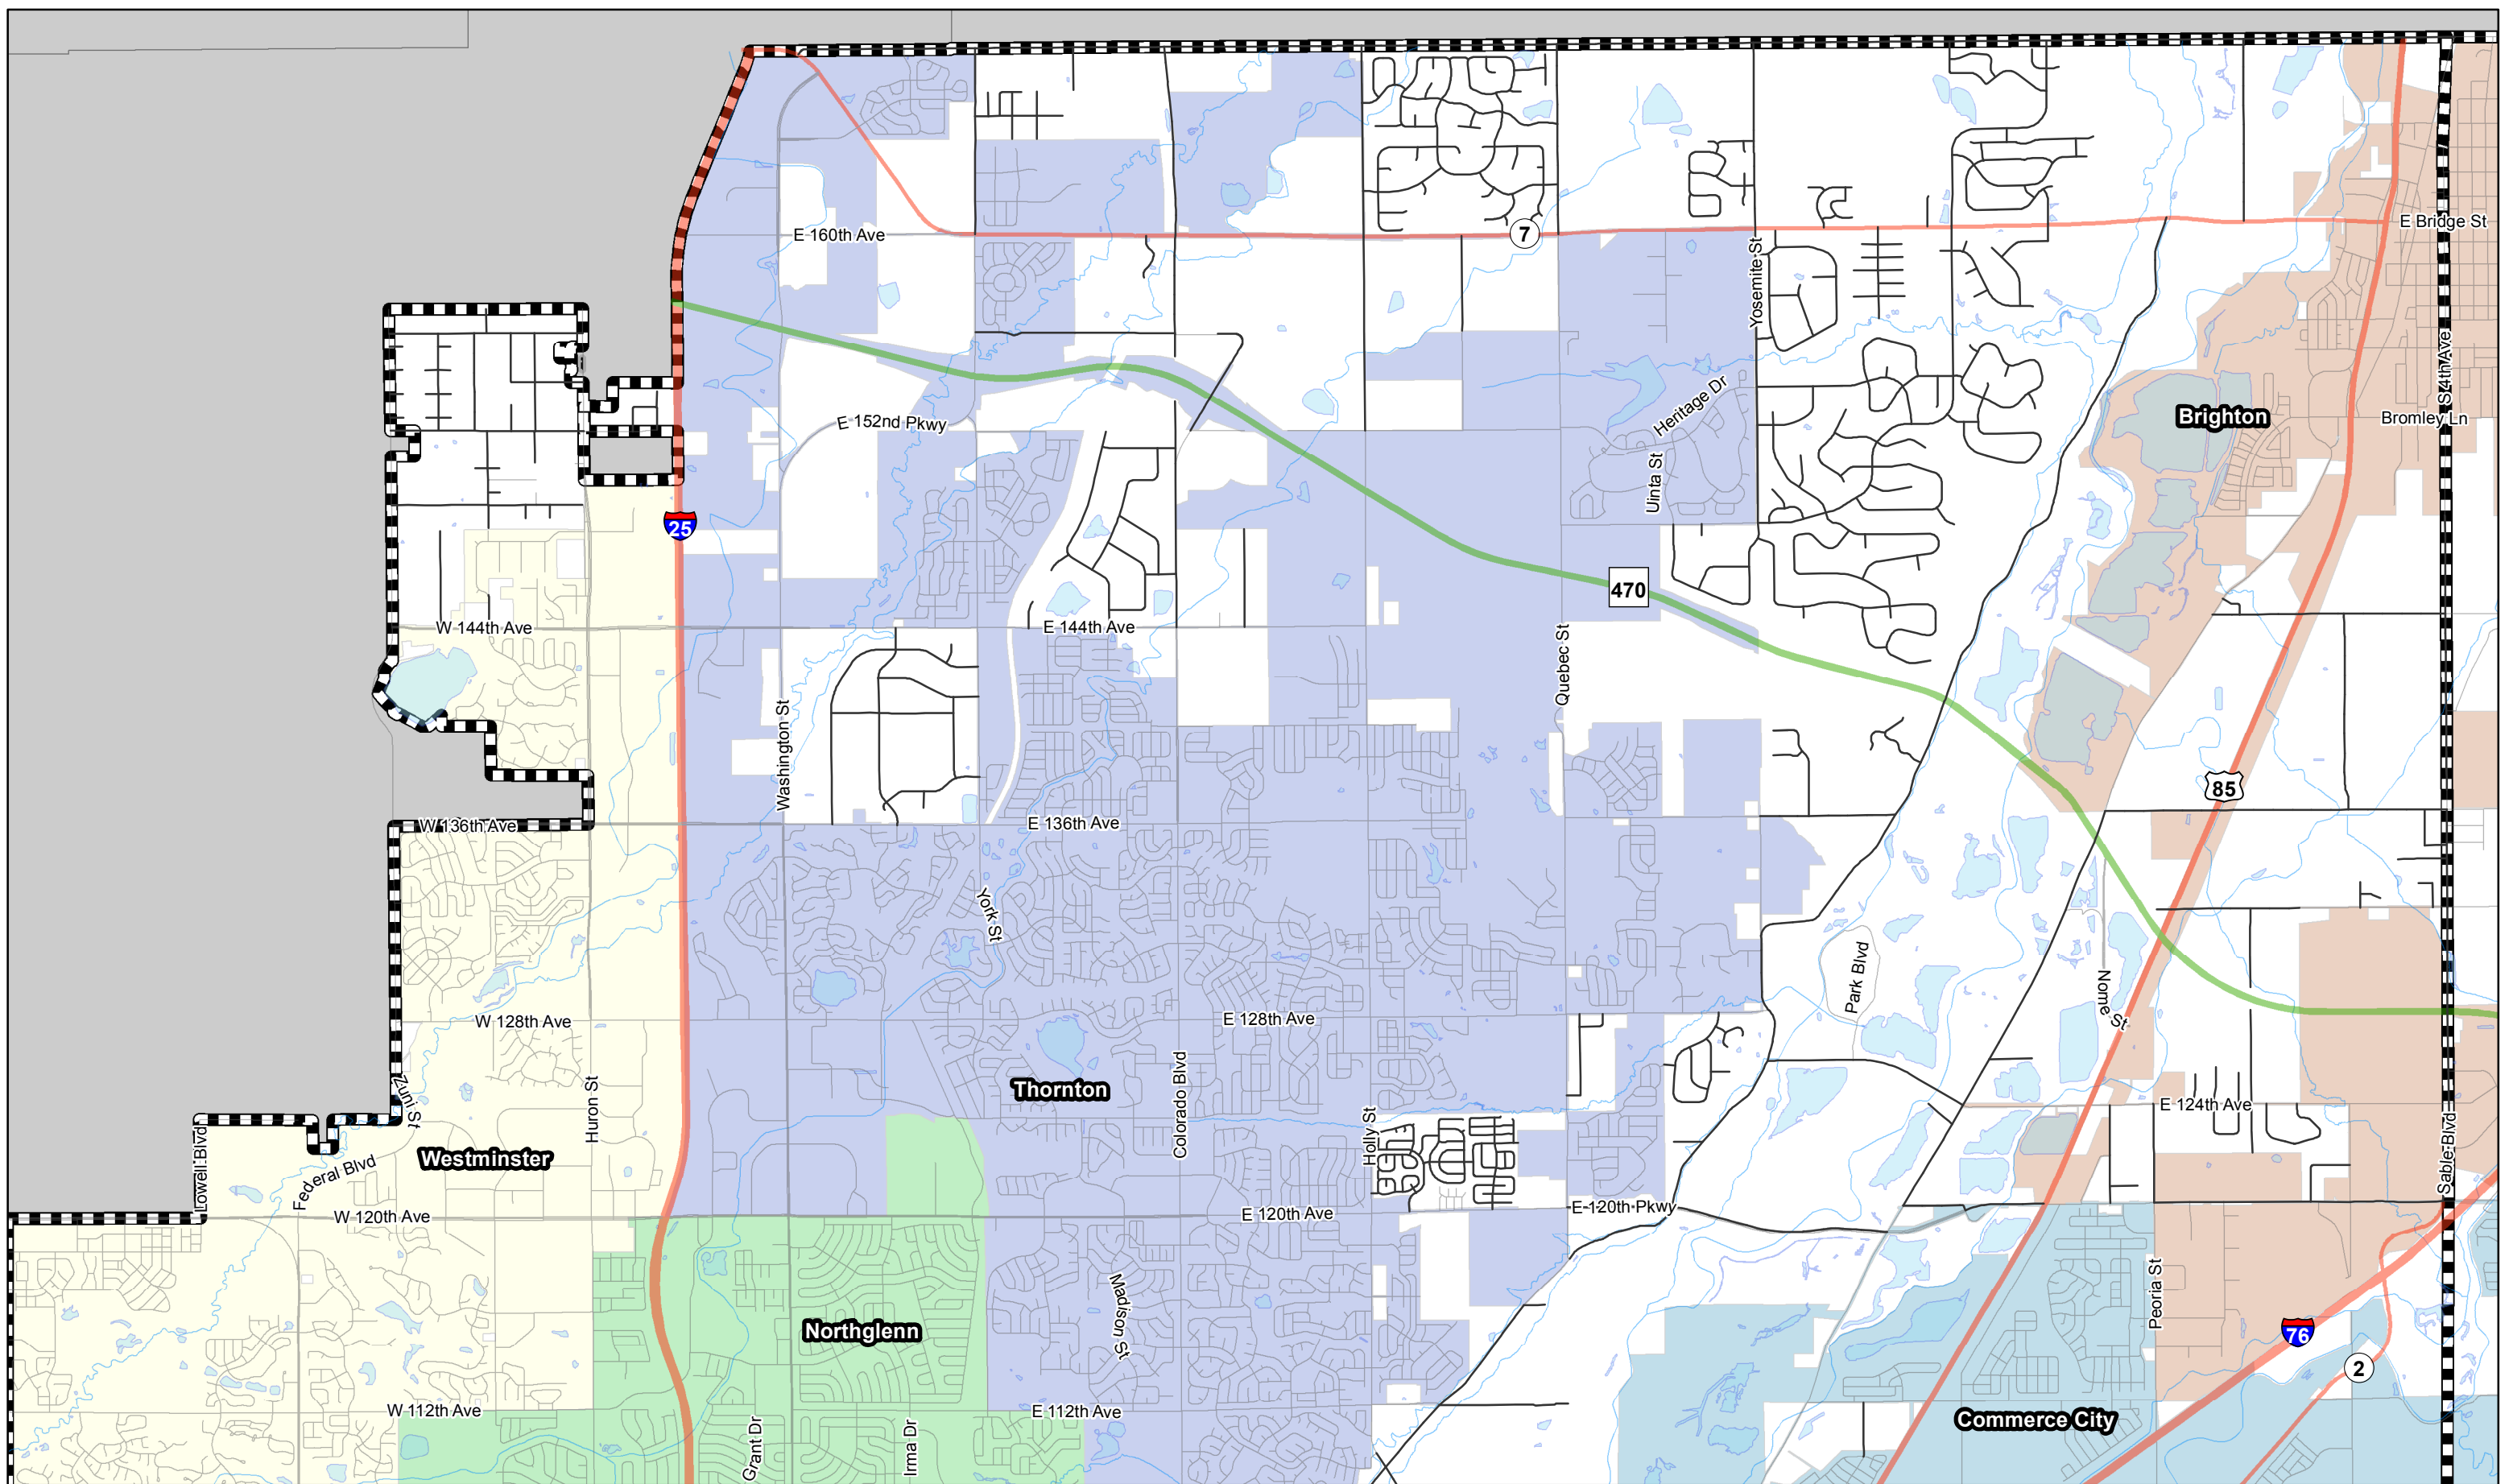 E Bridge St
7
E 160th Ave
Yosemite St
S 4th Ave
Heritage Dr
Brighton
Bromley Ln
E 152nd Pkwy
Uinta St
25
470
W 144th Ave
E 144th Ave
Quebec St
Washington St
85
W 136th Ave
E 136th Ave
York St
Park Blvd
Nome St
W 128th Ave
E 128th Ave
Thornton
Colorado Blvd
Zuni St
Huron St
E 124th Ave
Holly St
Lowell Blvd
Westminster
Federal Blvd
Sable Blvd
W 120th Ave
E 120th Ave
E 120th Pkwy
Madison St
Peoria St
Northglenn
76
2
W 112th Ave
E 112th Ave
Commerce City
Grant Dr
Irma Dr